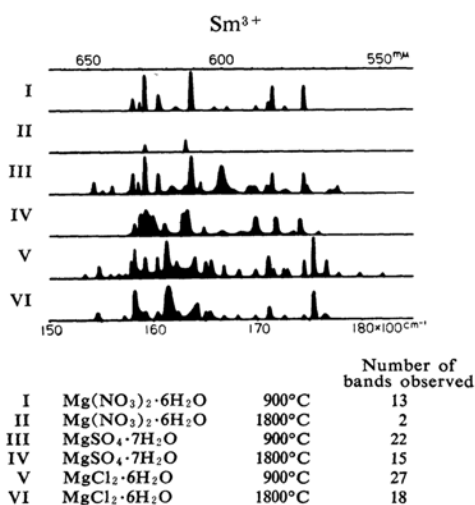 Sm³⁺
650 600 550 mμ
I
II
III
IV
V
VI
150 160 170 180×100cm⁻¹
Number of
bands observed
I Mg(NO₃)₂·6H₂O 900°C 13
II Mg(NO₃)₂·6H₂O 1800°C 2
III MgSO₄·7H₂O 900°C 22
IV MgSO₄·7H₂O 1800°C 15
V MgCl₂·6H₂O 900°C 27
VI MgCl₂·6H₂O 1800°C 18